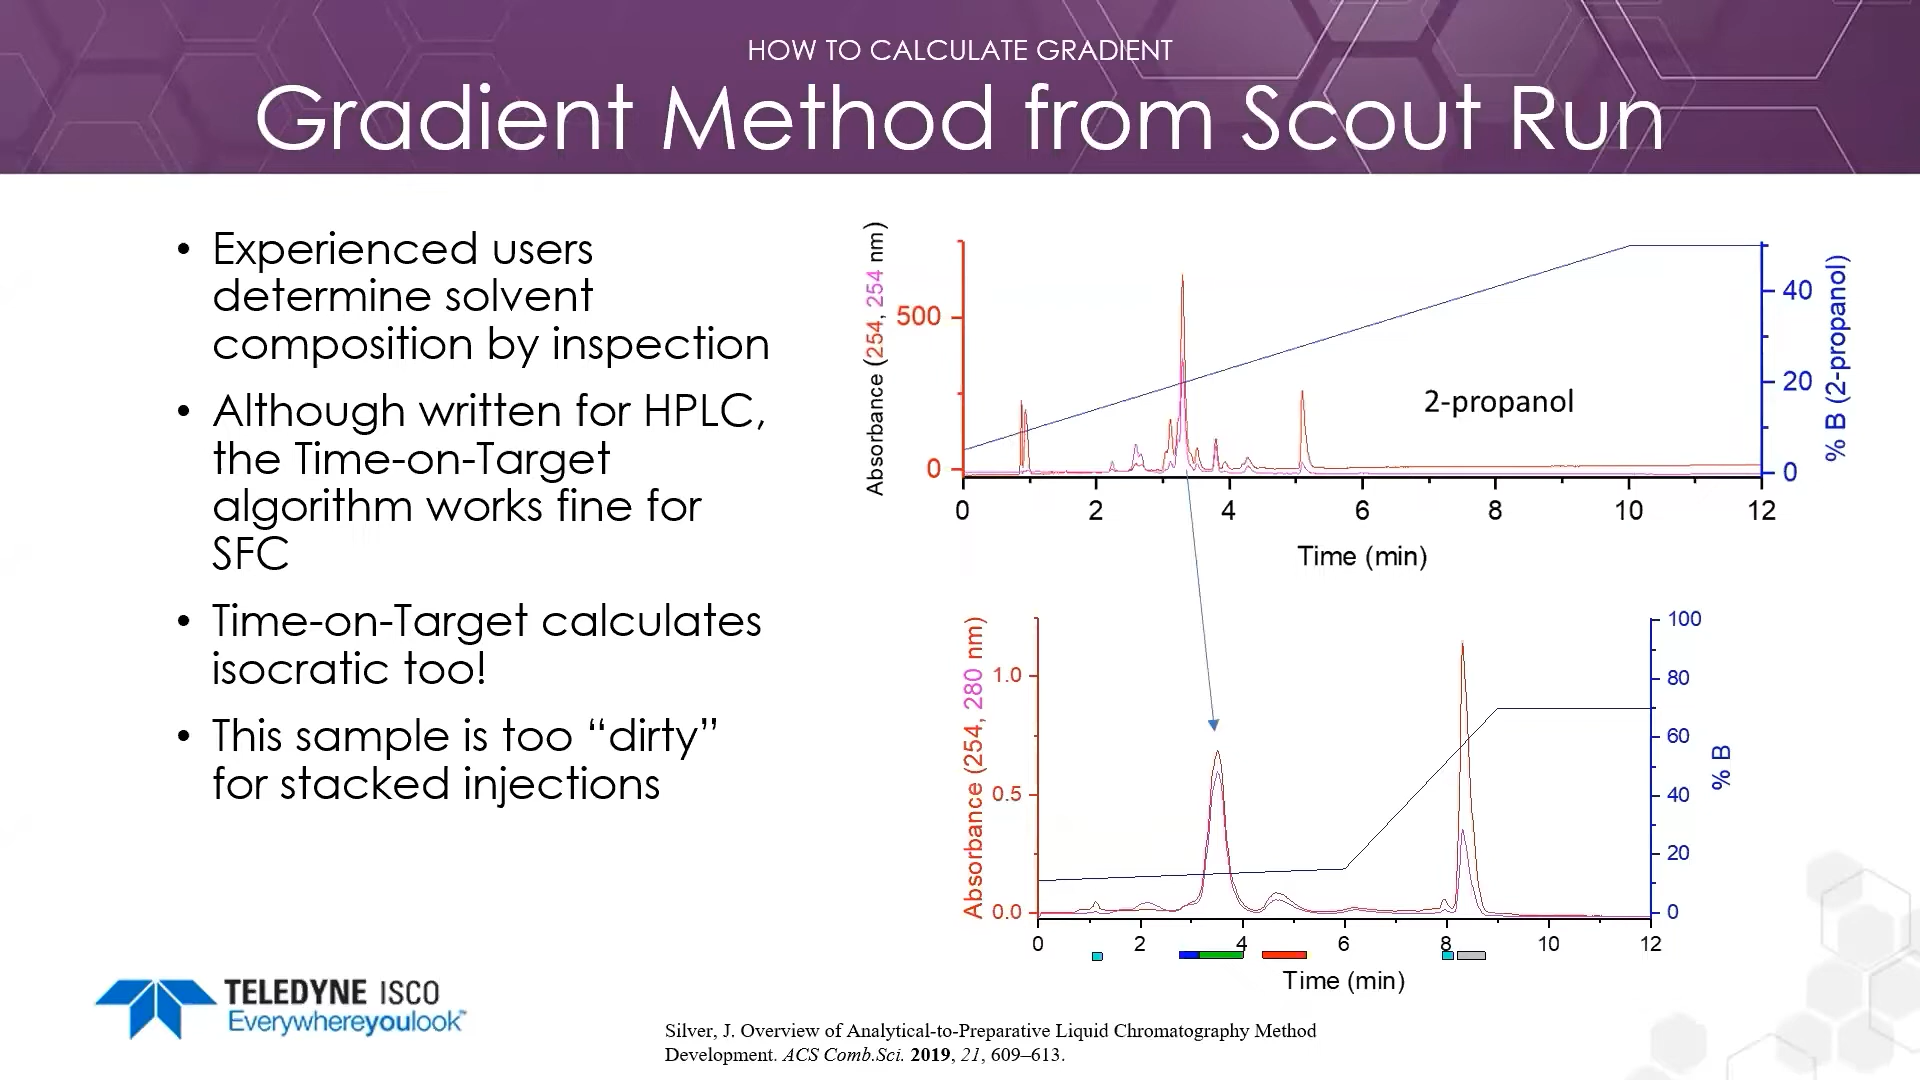 HOW TO CALCULATE GRADIENT
Gradient Method from Scout Run
• Experienced users
determine solvent
composition by inspection
• Although written for HPLC,
the Time-on-Target
algorithm works fine for
SFC
• Time-on-Target calculates
isocratic too!
• This sample is too “dirty”
for stacked injections
Absorbance (254, 254 nm)
500
0
40
20
0
% B (2-propanol)
2-propanol
0 2 4 6 8 10 12
Time (min)
Absorbance (254, 280 nm)
1.0
0.5
0.0
100
80
60
40
20
0
% B
0 2 4 6 8 10 12
Time (min)
TELEDYNE ISCO
Everywhereyoulook™
Silver, J. Overview of Analytical-to-Preparative Liquid Chromatography Method
Development. ACS Comb.Sci. 2019, 21, 609–613.